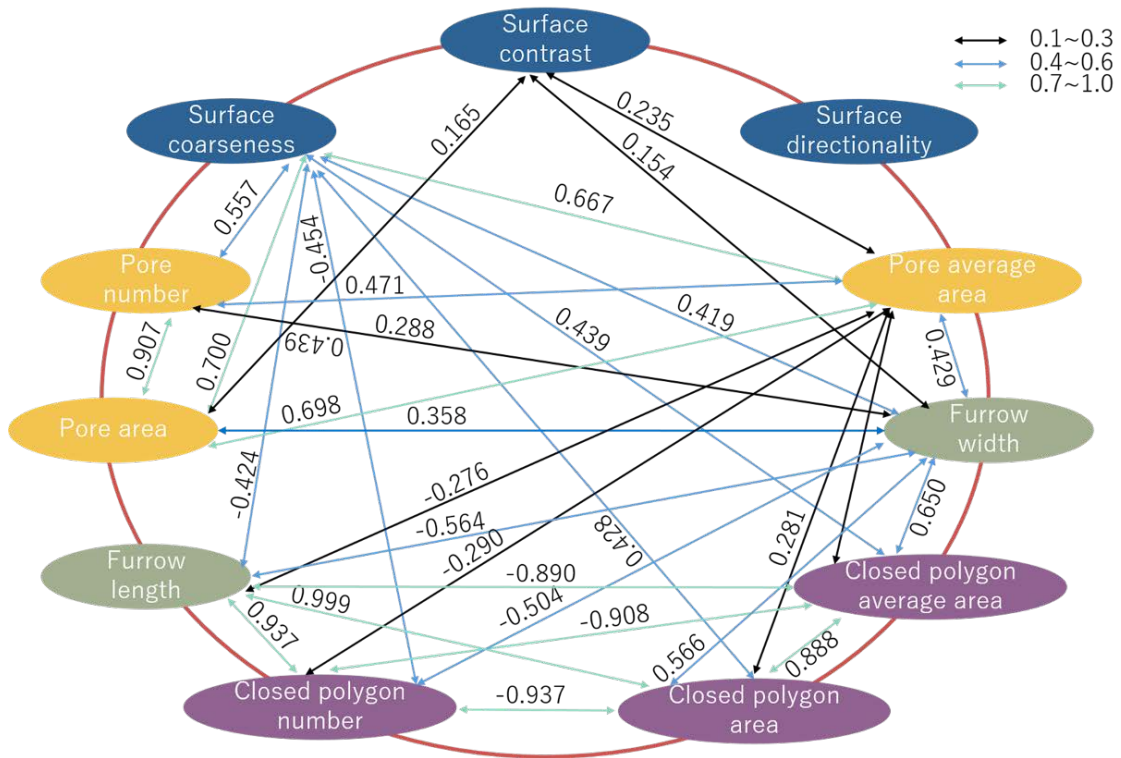 Surface
contrast
0.1~0.3
0.4~0.6
0.7~1.0
Surface
coarseness
Surface
directionality
0.165
0.235
0.154
0.557
-0.454
0.667
Pore
number
Pore average
area
0.471
0.288
0.419
0.439
0.439
0.907
0.700
0.429
Pore area
0.698
0.358
Furrow
width
-0.424
-0.276
-0.564
-0.290
0.428
0.281
0.650
Furrow
length
-0.890
0.999
Closed polygon
average area
0.937
-0.504
-0.908
0.566
0.888
Closed polygon
number
-0.937
Closed polygon
area